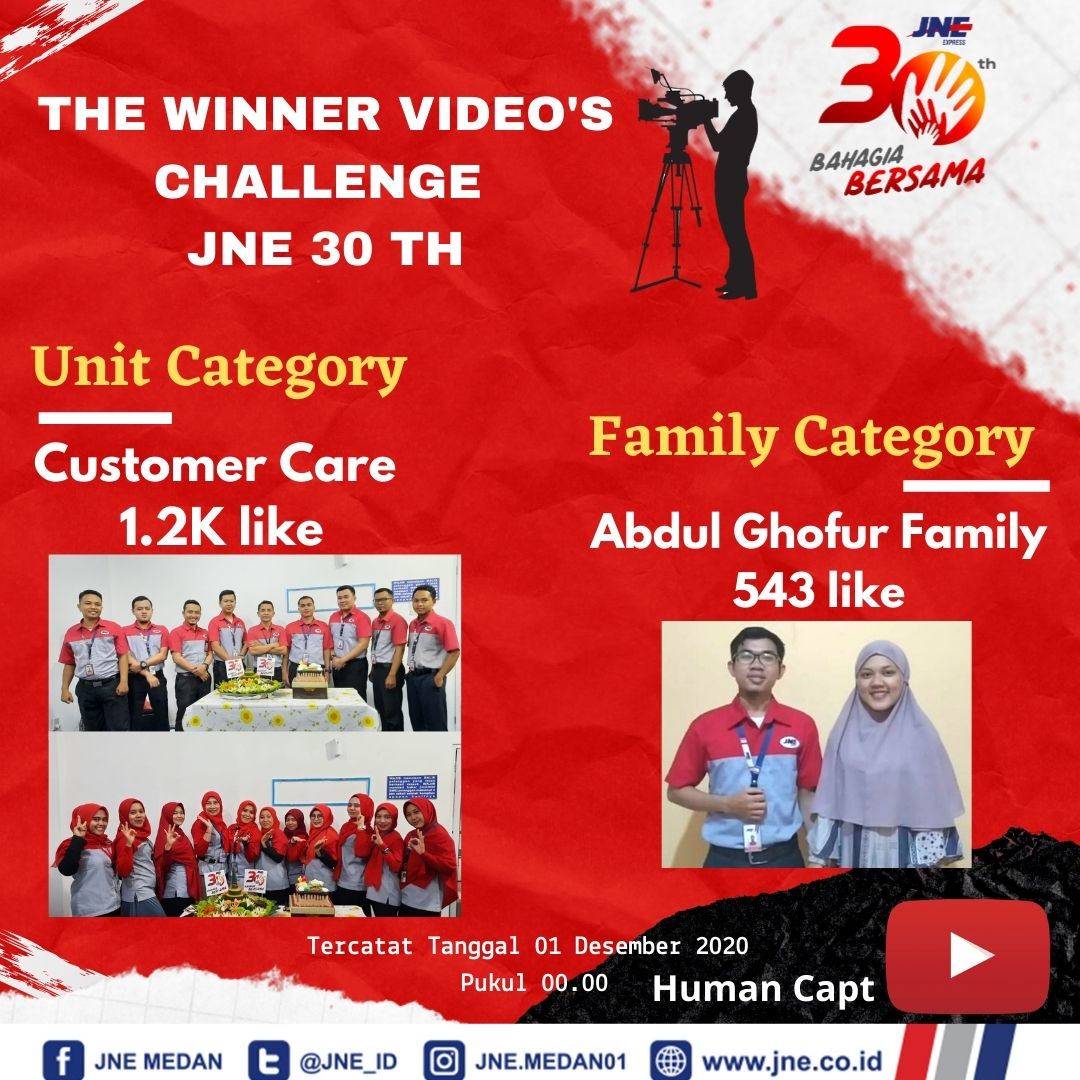 JNE
EXPRESS
30th
BAHAGIA
BERSAMA
THE WINNER VIDEO'S
CHALLENGE
JNE 30 TH
Unit Category
Customer Care
1.2K like
Family Category
Abdul Ghofur Family
543 like
JNE
Tercatat Tanggal 01 Desember 2020
Pukul 00.00
Human Capt
JNE MEDAN
@JNE_ID
JNE.MEDAN01
www.jne.co.id